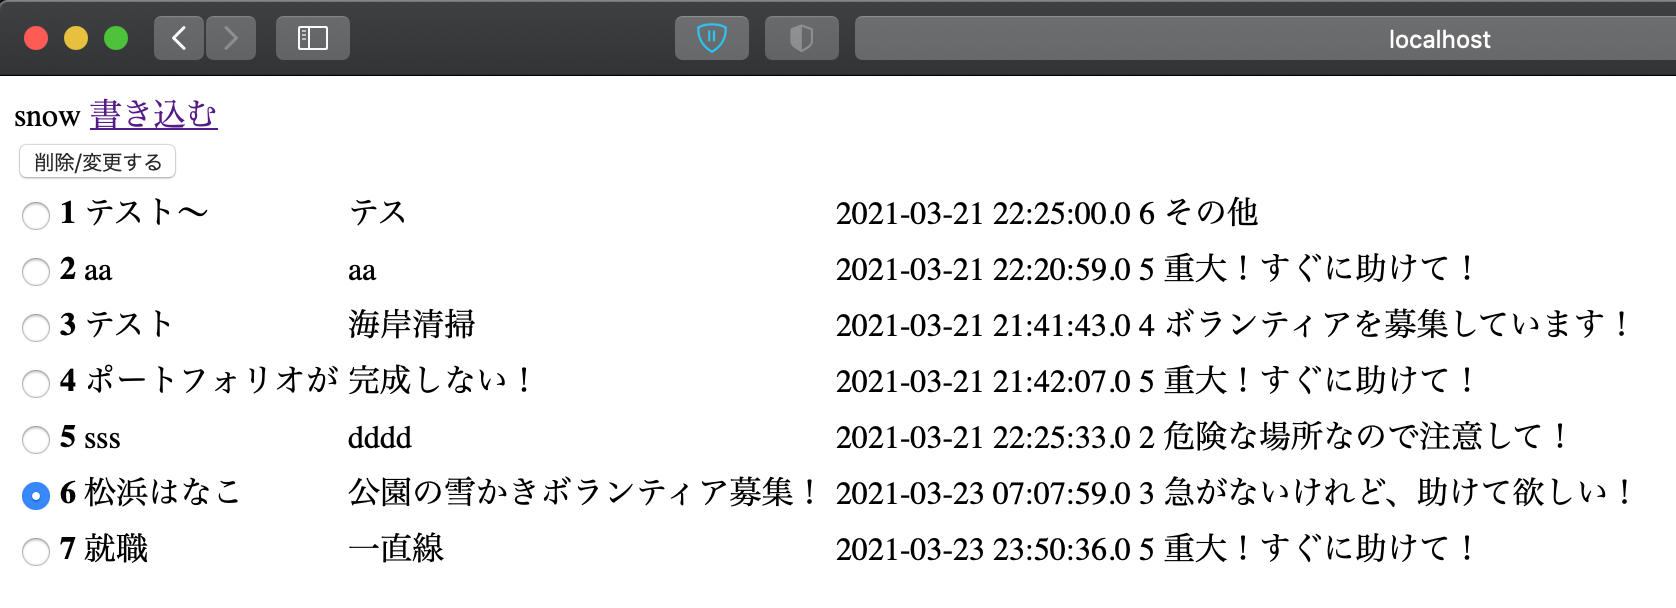 localhost
snow 書き込む
削除/変更する
1 テスト〜 テス 2021-03-21 22:25:00.0 6 その他
2 aa aa 2021-03-21 22:20:59.0 5 重大！すぐに助けて！
3 テスト 海岸清掃 2021-03-21 21:41:43.0 4 ボランティアを募集しています！
4 ポートフォリオが 完成しない！ 2021-03-21 21:42:07.0 5 重大！すぐに助けて！
5 sss dddd 2021-03-21 22:25:33.0 2 危険な場所なので注意して！
6 松浜はなこ 公園の雪かきボランティア募集！ 2021-03-23 07:07:59.0 3 急がないけれど、助けて欲しい！
7 就職 一直線 2021-03-23 23:50:36.0 5 重大！すぐに助けて！